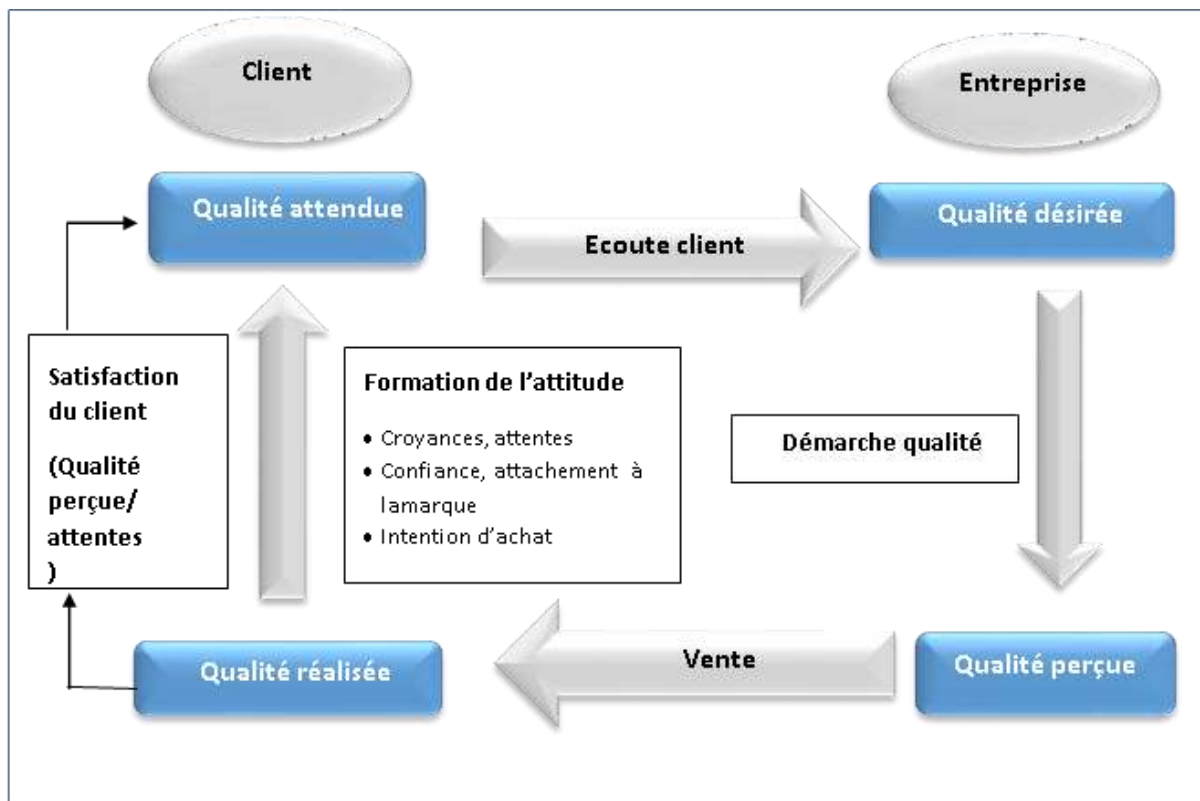 Client
Entreprise
Qualité attendue
Qualité désirée
Ecoute client
Satisfaction
du client
(Qualité
perçue/
attentes
)
Formation de l'attitude
• Croyances, attentes
• Confiance, attachement à
lamarque
• Intention d'achat
Démarche qualité
Qualité réalisée
Vente
Qualité perçue